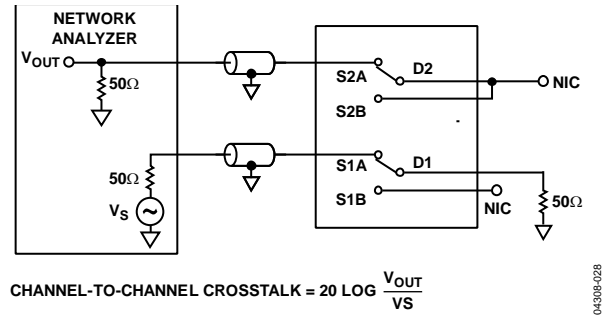 NETWORK
ANALYZER
VOUT
50Ω
S2A
D2
NIC
S2B
50Ω
VS
S1A
D1
S1B
NIC
50Ω
CHANNEL-TO-CHANNEL CROSSTALK = 20 LOG VOUT
VS
04308-028